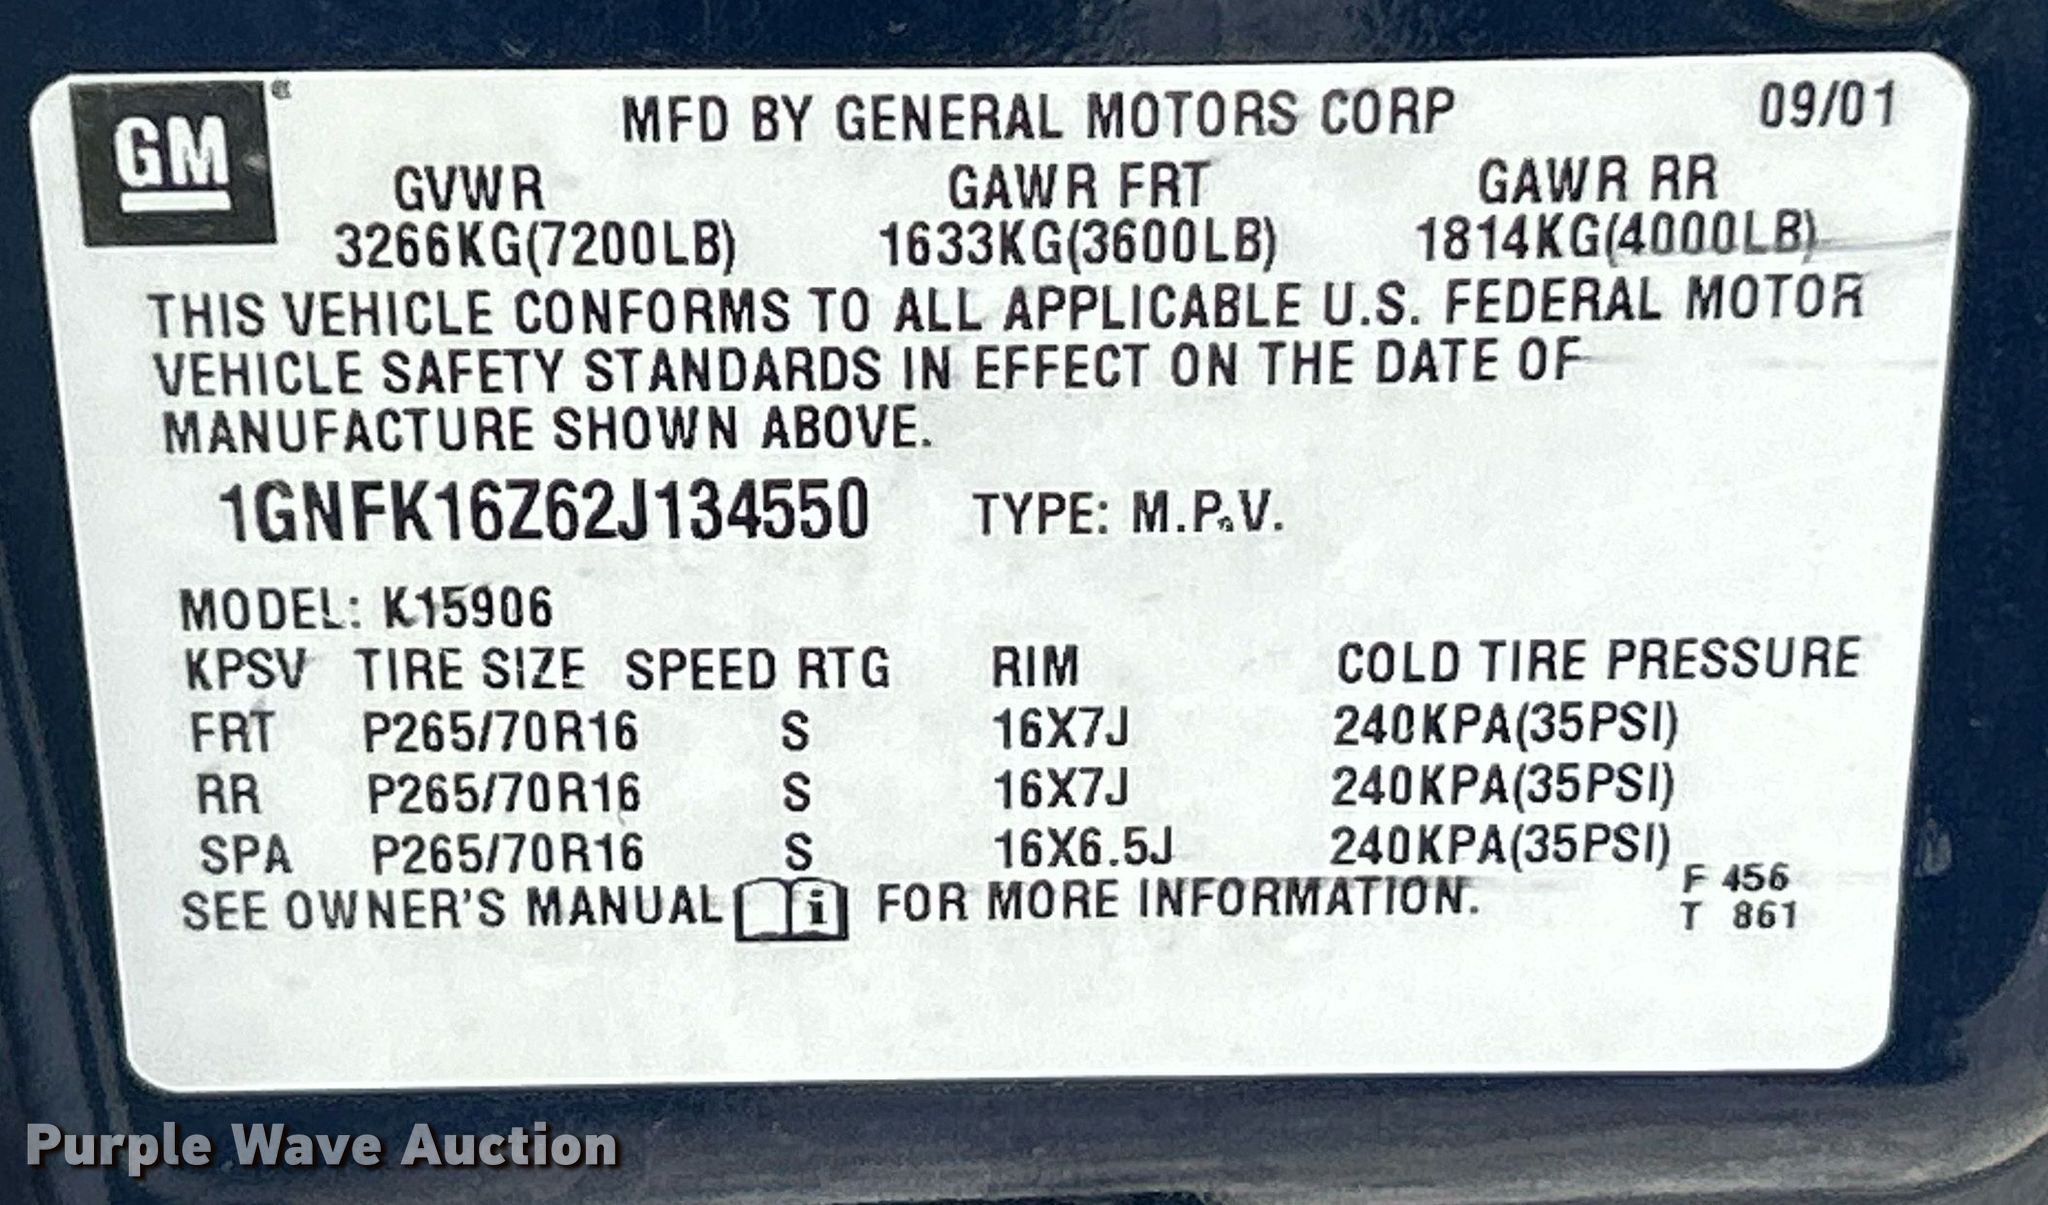 GM®
MFD BY GENERAL MOTORS CORP 09/01
GVWR GAWR FRT GAWR RR
3266KG(7200LB) 1633KG(3600LB) 1814KG(4000LB)
THIS VEHICLE CONFORMS TO ALL APPLICABLE U.S. FEDERAL MOTOR
VEHICLE SAFETY STANDARDS IN EFFECT ON THE DATE OF
MANUFACTURE SHOWN ABOVE.
1GNFK16Z62J134550 TYPE: M.P.V.
MODEL: K15906
KPSV TIRE SIZE SPEED RTG RIM COLD TIRE PRESSURE
FRT P265/70R16 S 16X7J 240KPA(35PSI)
RR P265/70R16 S 16X7J 240KPA(35PSI)
SPA P265/70R16 S 16X6.5J 240KPA(35PSI)
SEE OWNER'S MANUAL i FOR MORE INFORMATION.
F 456
T 861
Purple Wave Auction